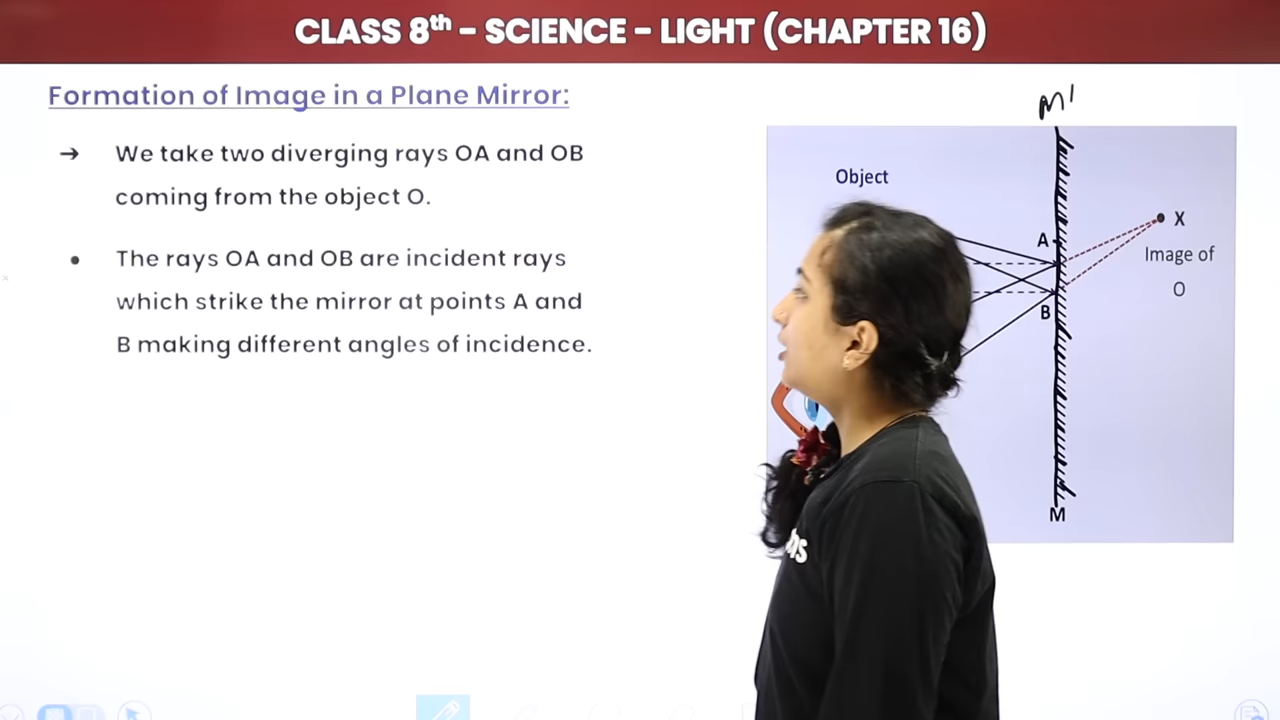 CLASS 8th – SCIENCE – LIGHT (CHAPTER 16)
Formation of Image in a Plane Mirror:
→ We take two diverging rays OA and OB
coming from the object O.
• The rays OA and OB are incident rays
which strike the mirror at points A and
B making different angles of incidence.
M'
Object
A
X
Image of
O
B
M